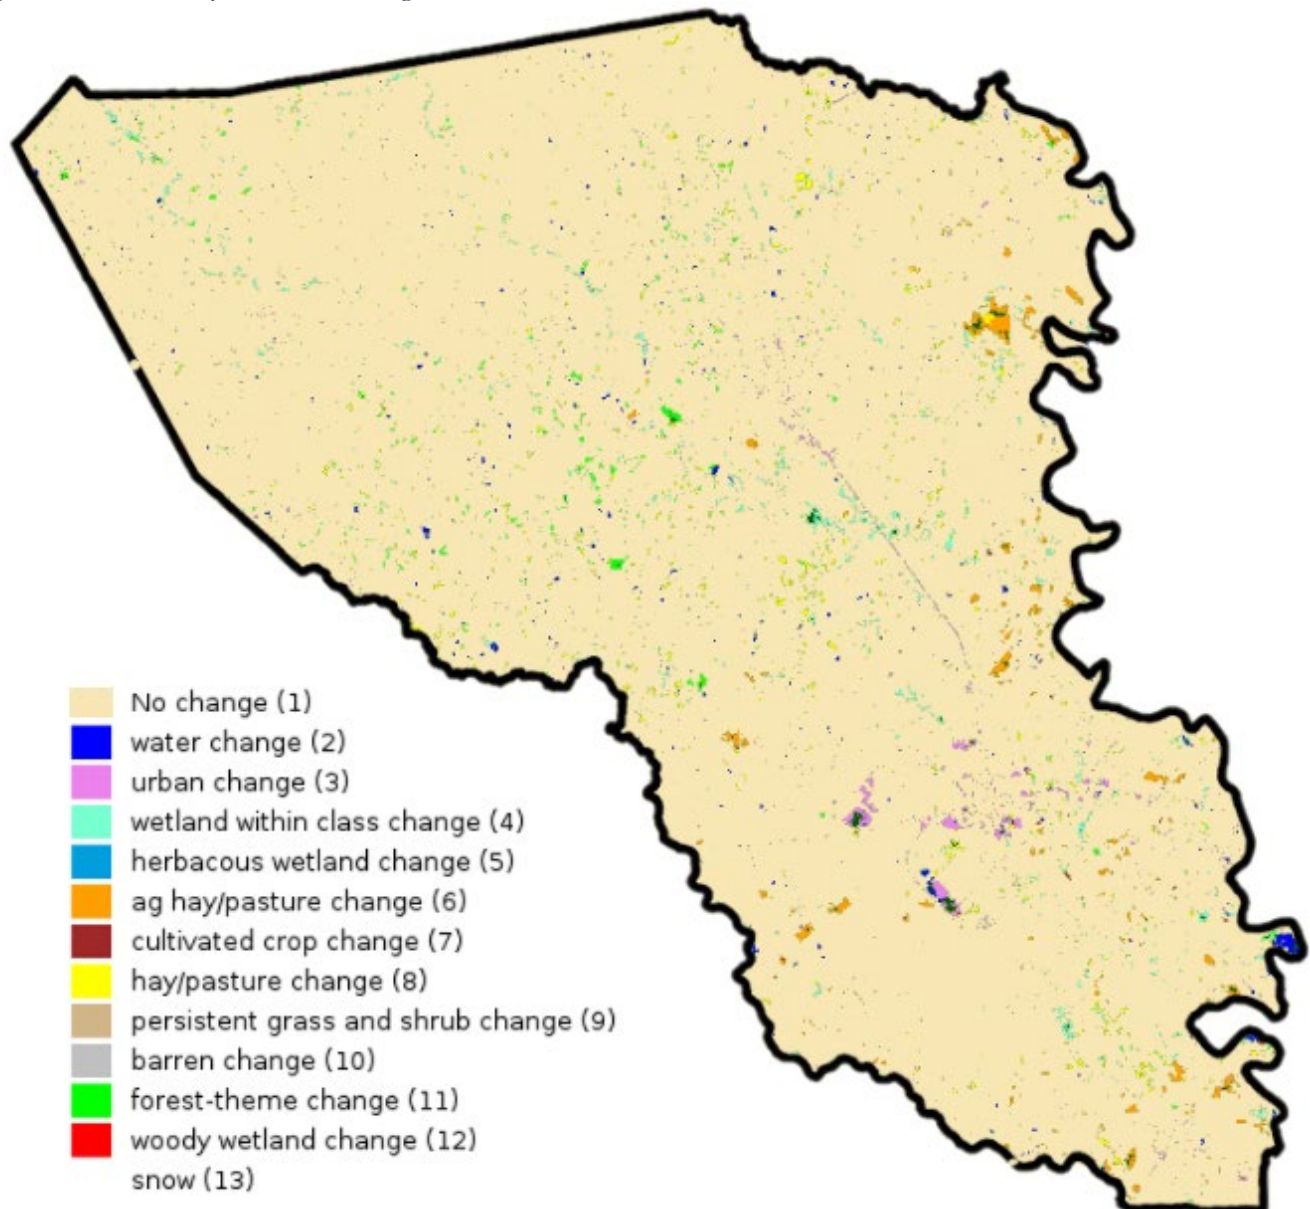 No change (1)
water change (2)
urban change (3)
wetland within class change (4)
herbacous wetland change (5)
ag hay/pasture change (6)
cultivated crop change (7)
hay/pasture change (8)
persistent grass and shrub change (9)
barren change (10)
forest-theme change (11)
woody wetland change (12)
snow (13)